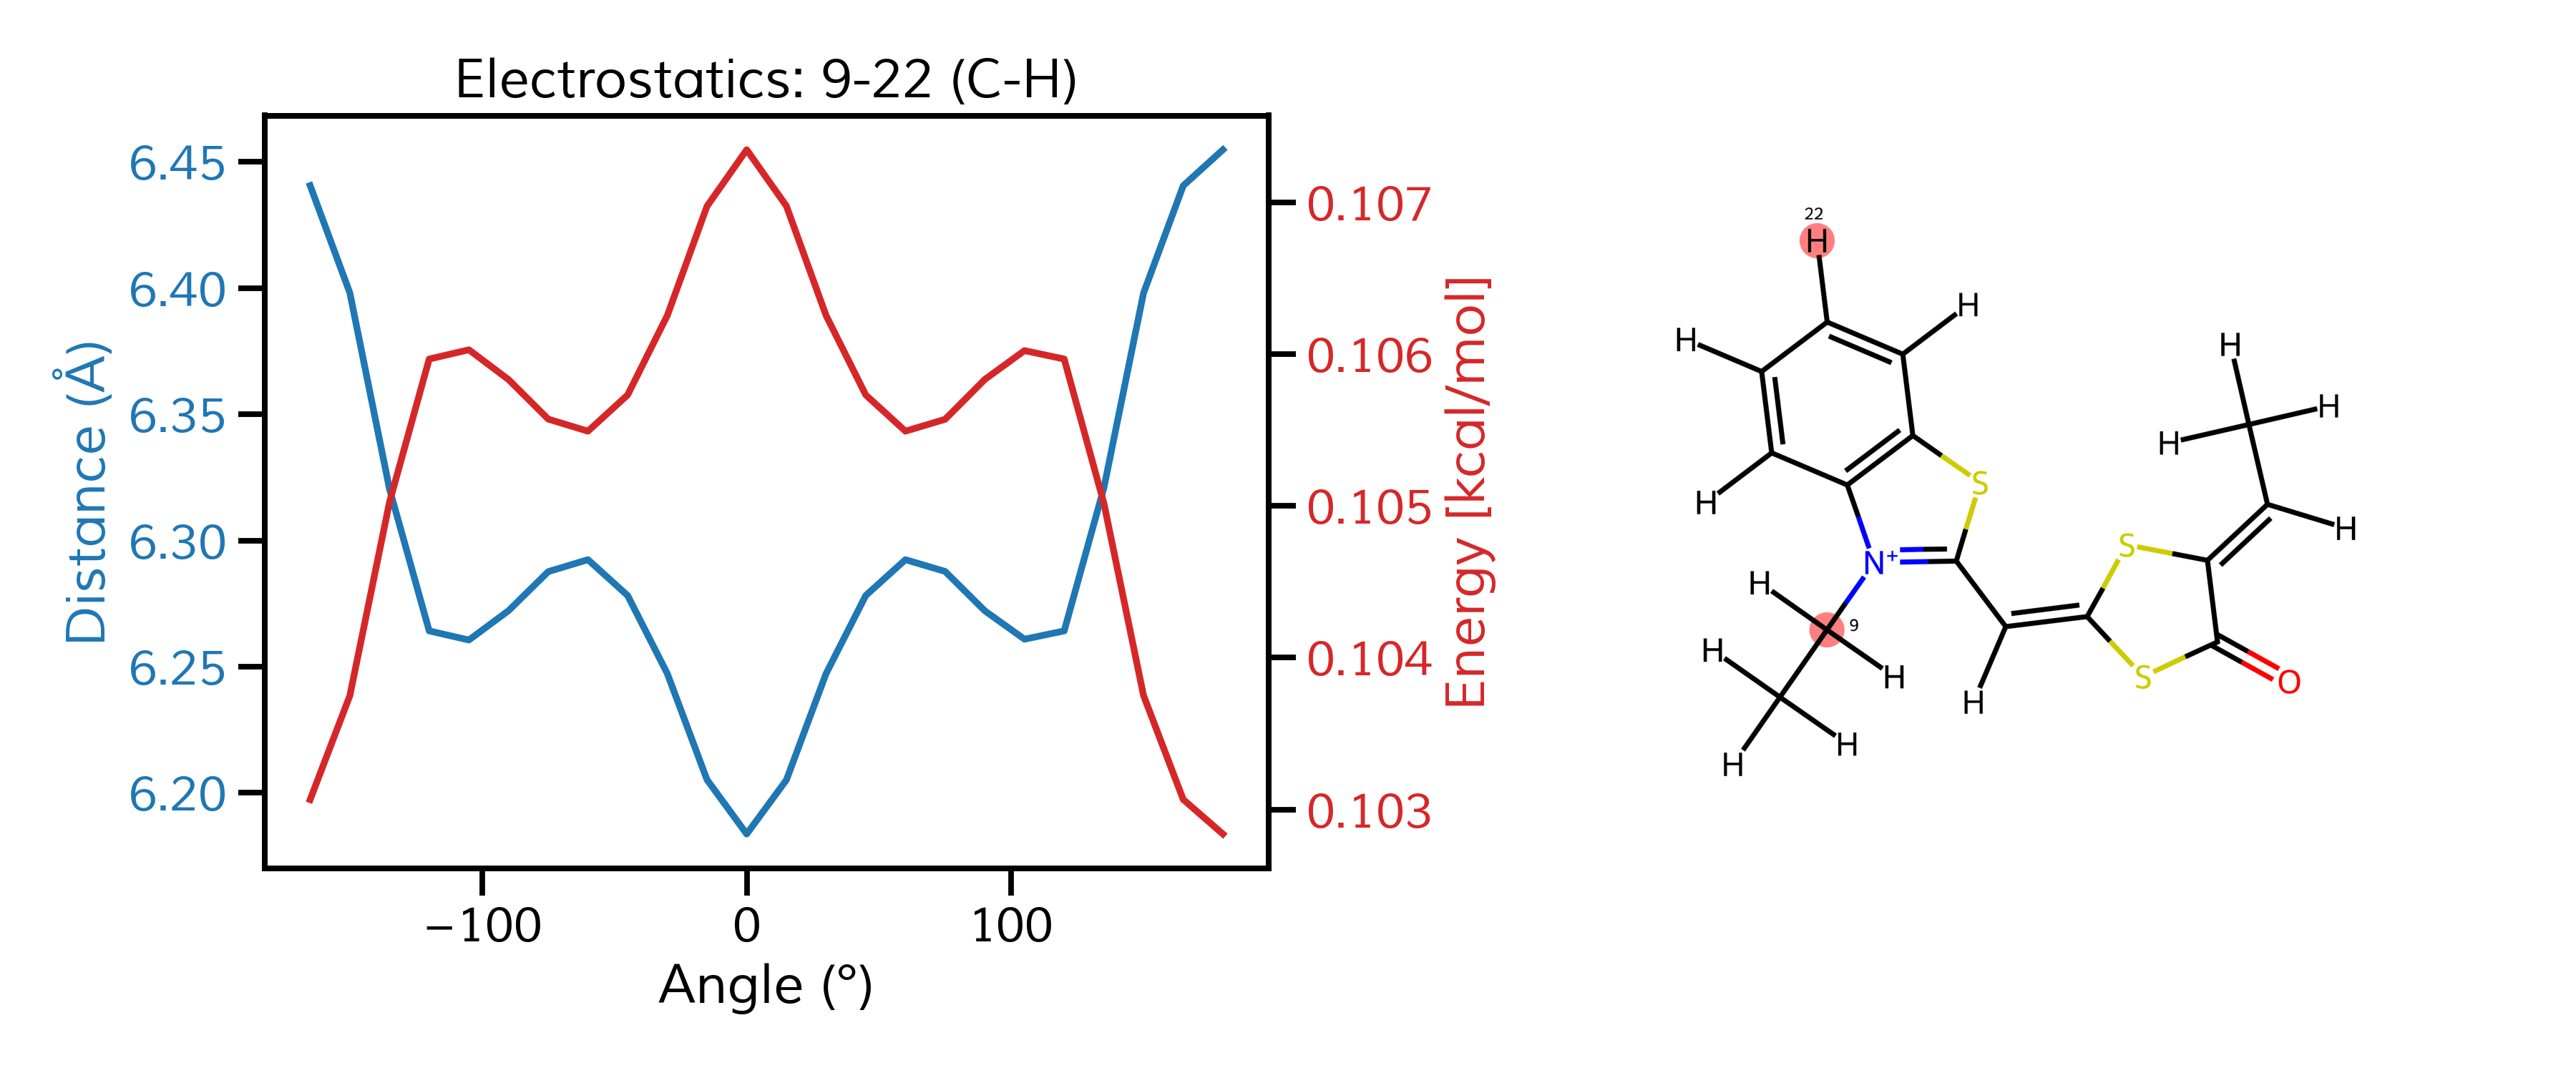 Electrostatics: 9-22 (C-H)
Distance (Å)
6.45
6.40
6.35
6.30
6.25
6.20
0.107
0.106
0.105
0.104
0.103
Energy [kcal/mol]
−100 0 100
Angle (°)
22
H
H
H
H
H
H
H
S
H
H
S
N+
H
9
H
H
S
O
H
H
H